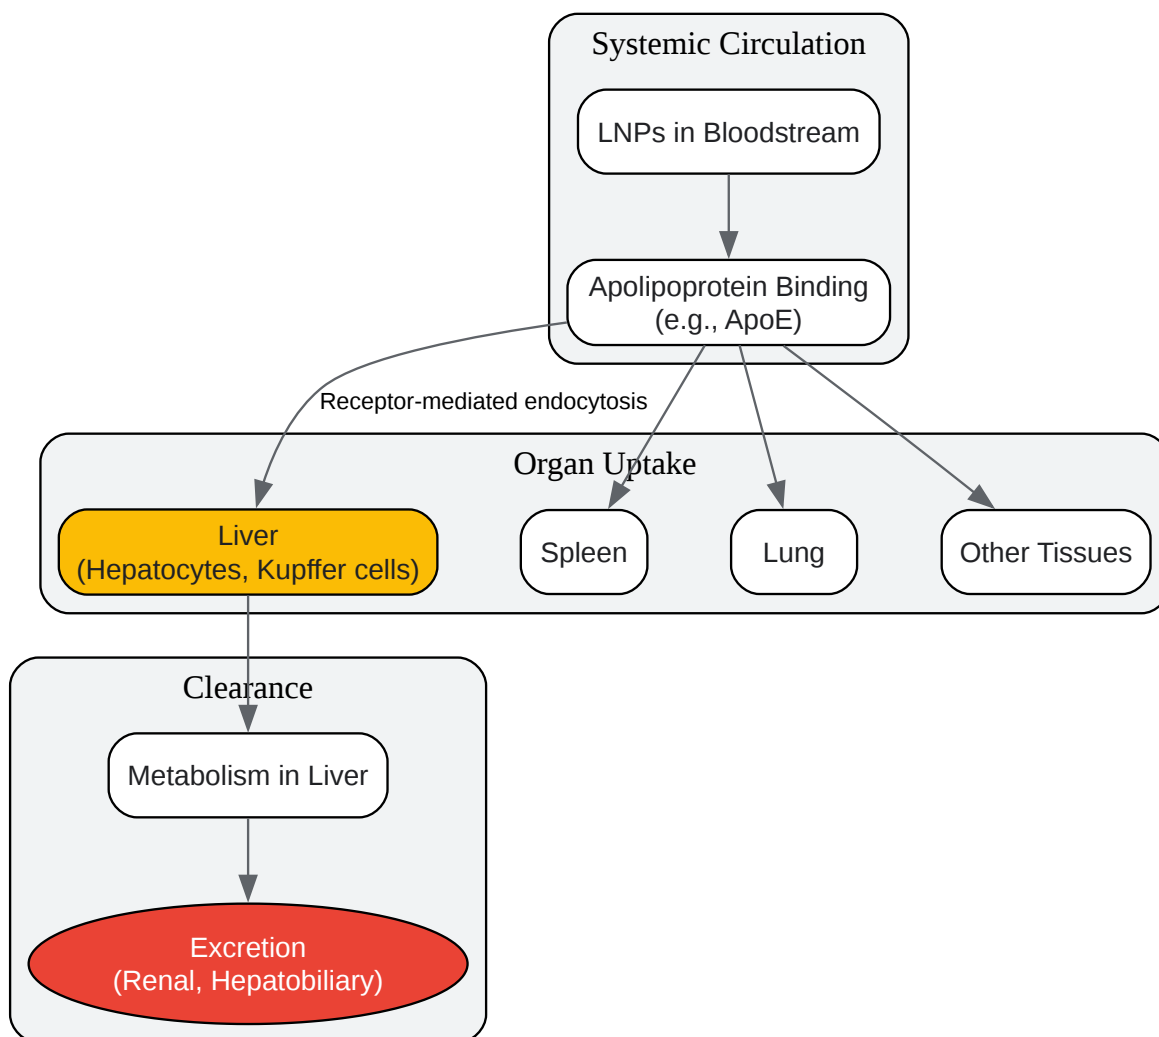 Systemic Circulation
LNPs in Bloodstream
Apolipoprotein Binding
(e.g., ApoE)
Receptor-mediated endocytosis
Organ Uptake
Liver
(Hepatocytes, Kupffer cells)
Spleen
Lung
Other Tissues
Clearance
Metabolism in Liver
Excretion
(Renal, Hepatobiliary)